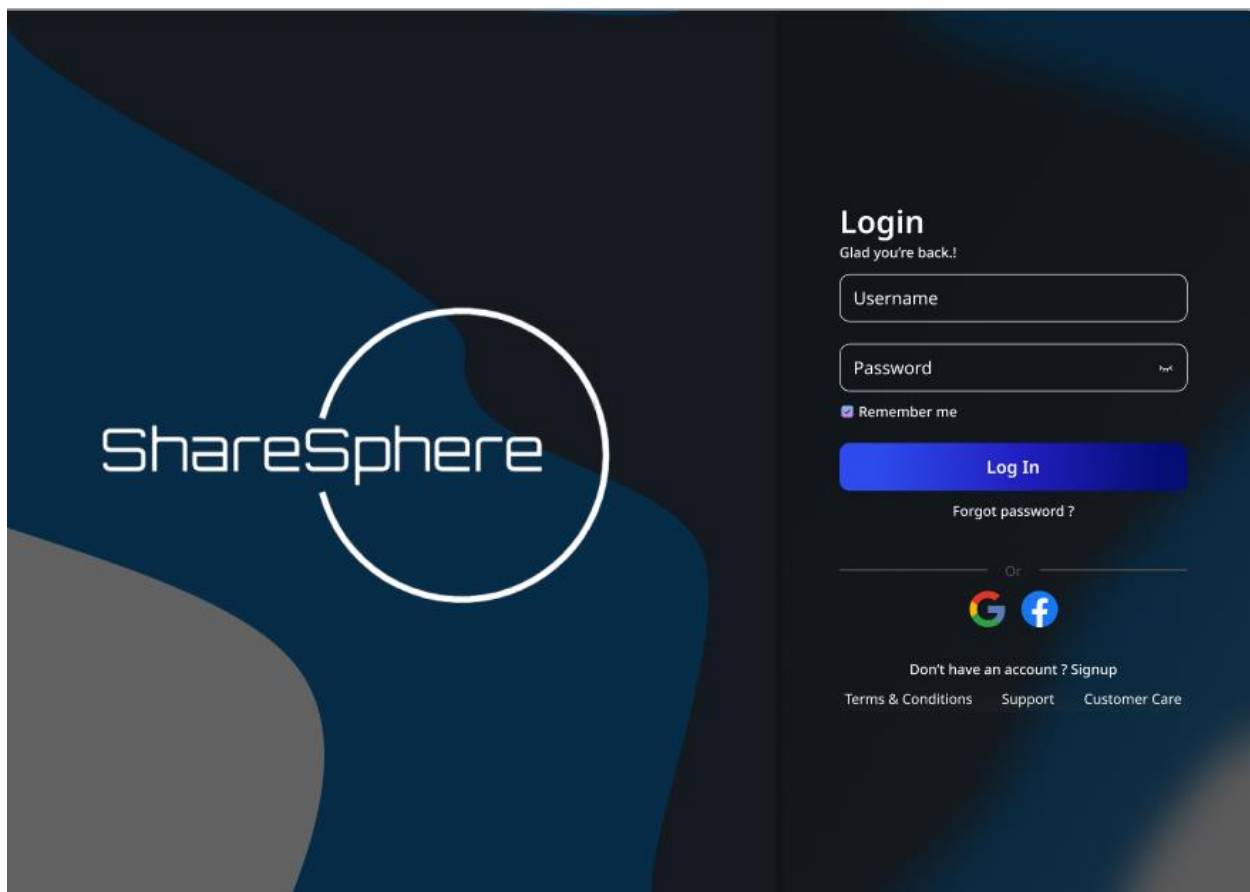 ShareSphere
Login
Glad you're back.!
Username
Password
Remember me
Log In
Forgot password ?
Or
Don't have an account ? Signup
Terms & Conditions Support Customer Care